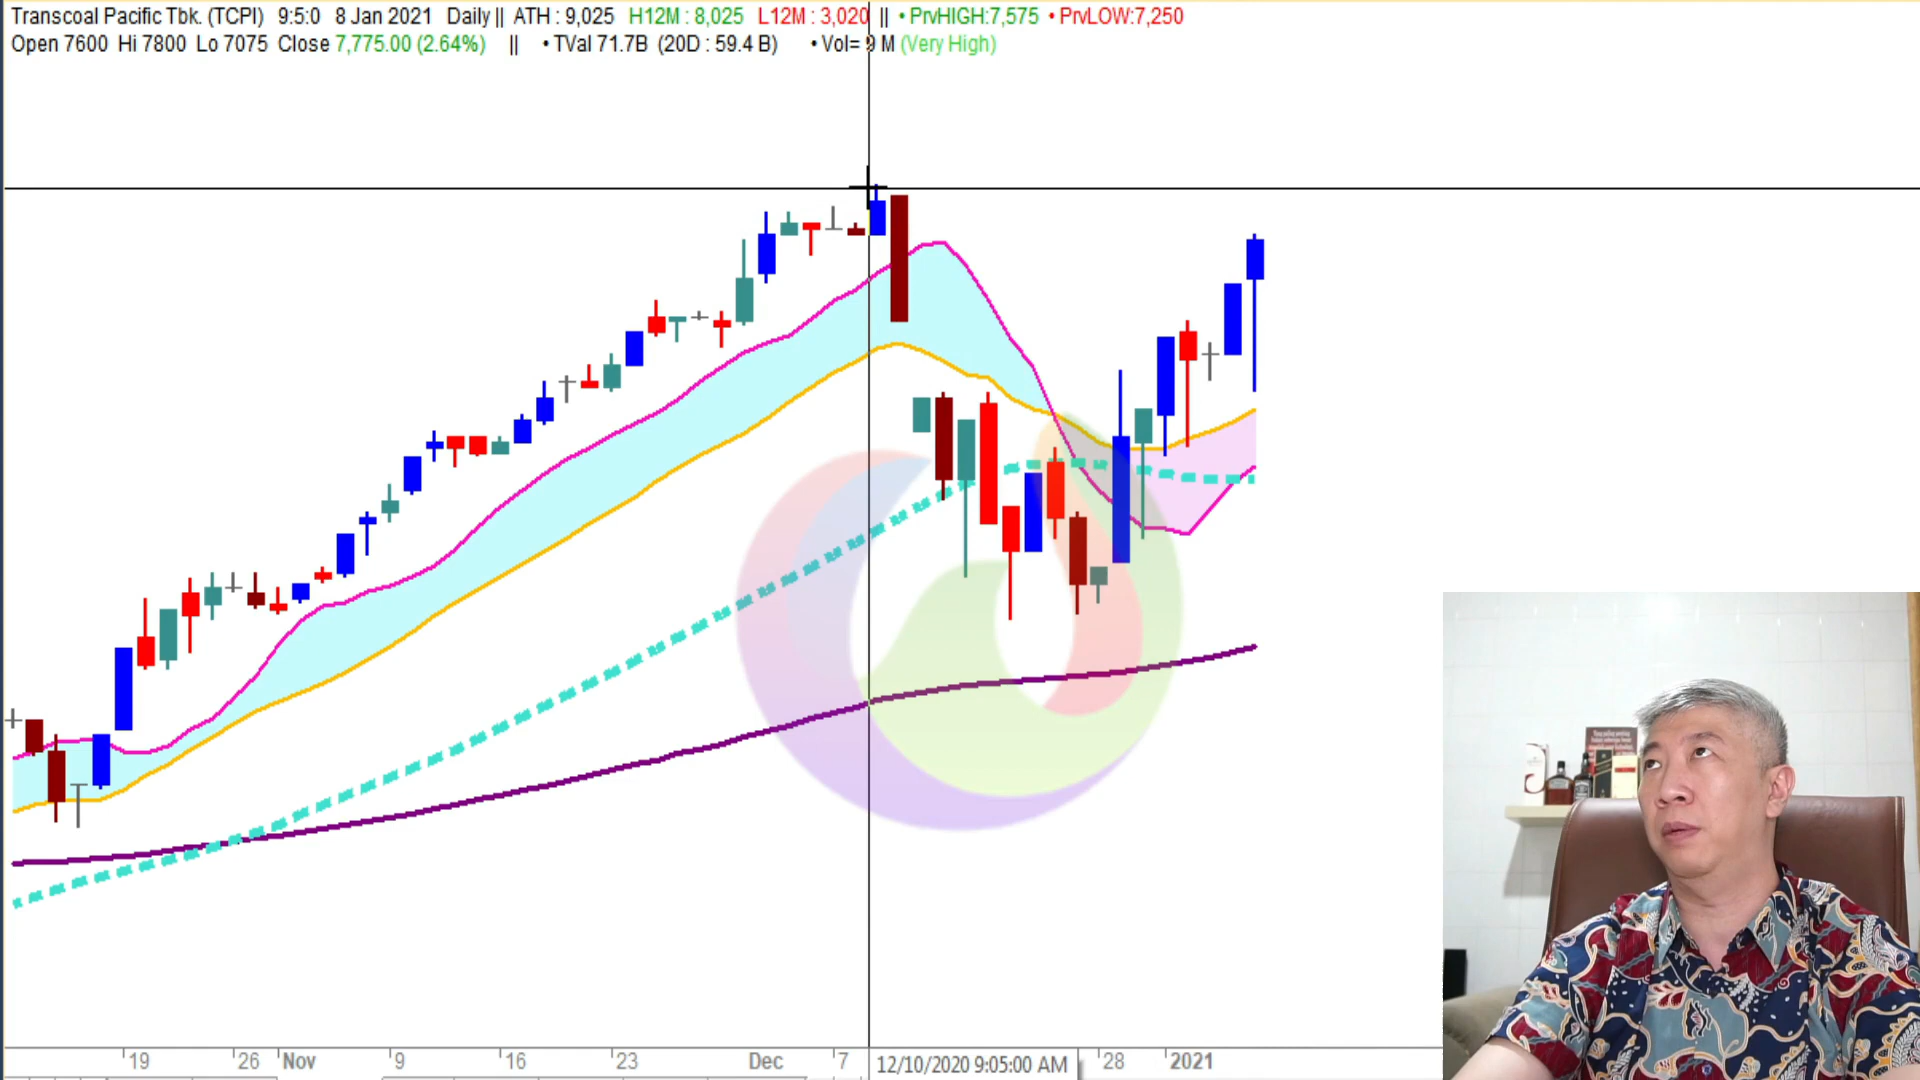 Transcoal Pacific Tbk. (TCPI)  9:5:0  8 Jan 2021  Daily || ATH : 9,025  H12M : 8,025  L12M : 3,020 || • PrvHIGH:7,575 • PrvLOW:7,250
Open 7600 Hi 7800 Lo 7075 Close 7,775.00 (2.64%)  ||  • TVal 71.7B (20D : 59.4 B)  • Vol= 9 M (Very High)
19 26 Nov 9 16 23 Dec 7 12/10/2020 9:05:00 AM 28 2021